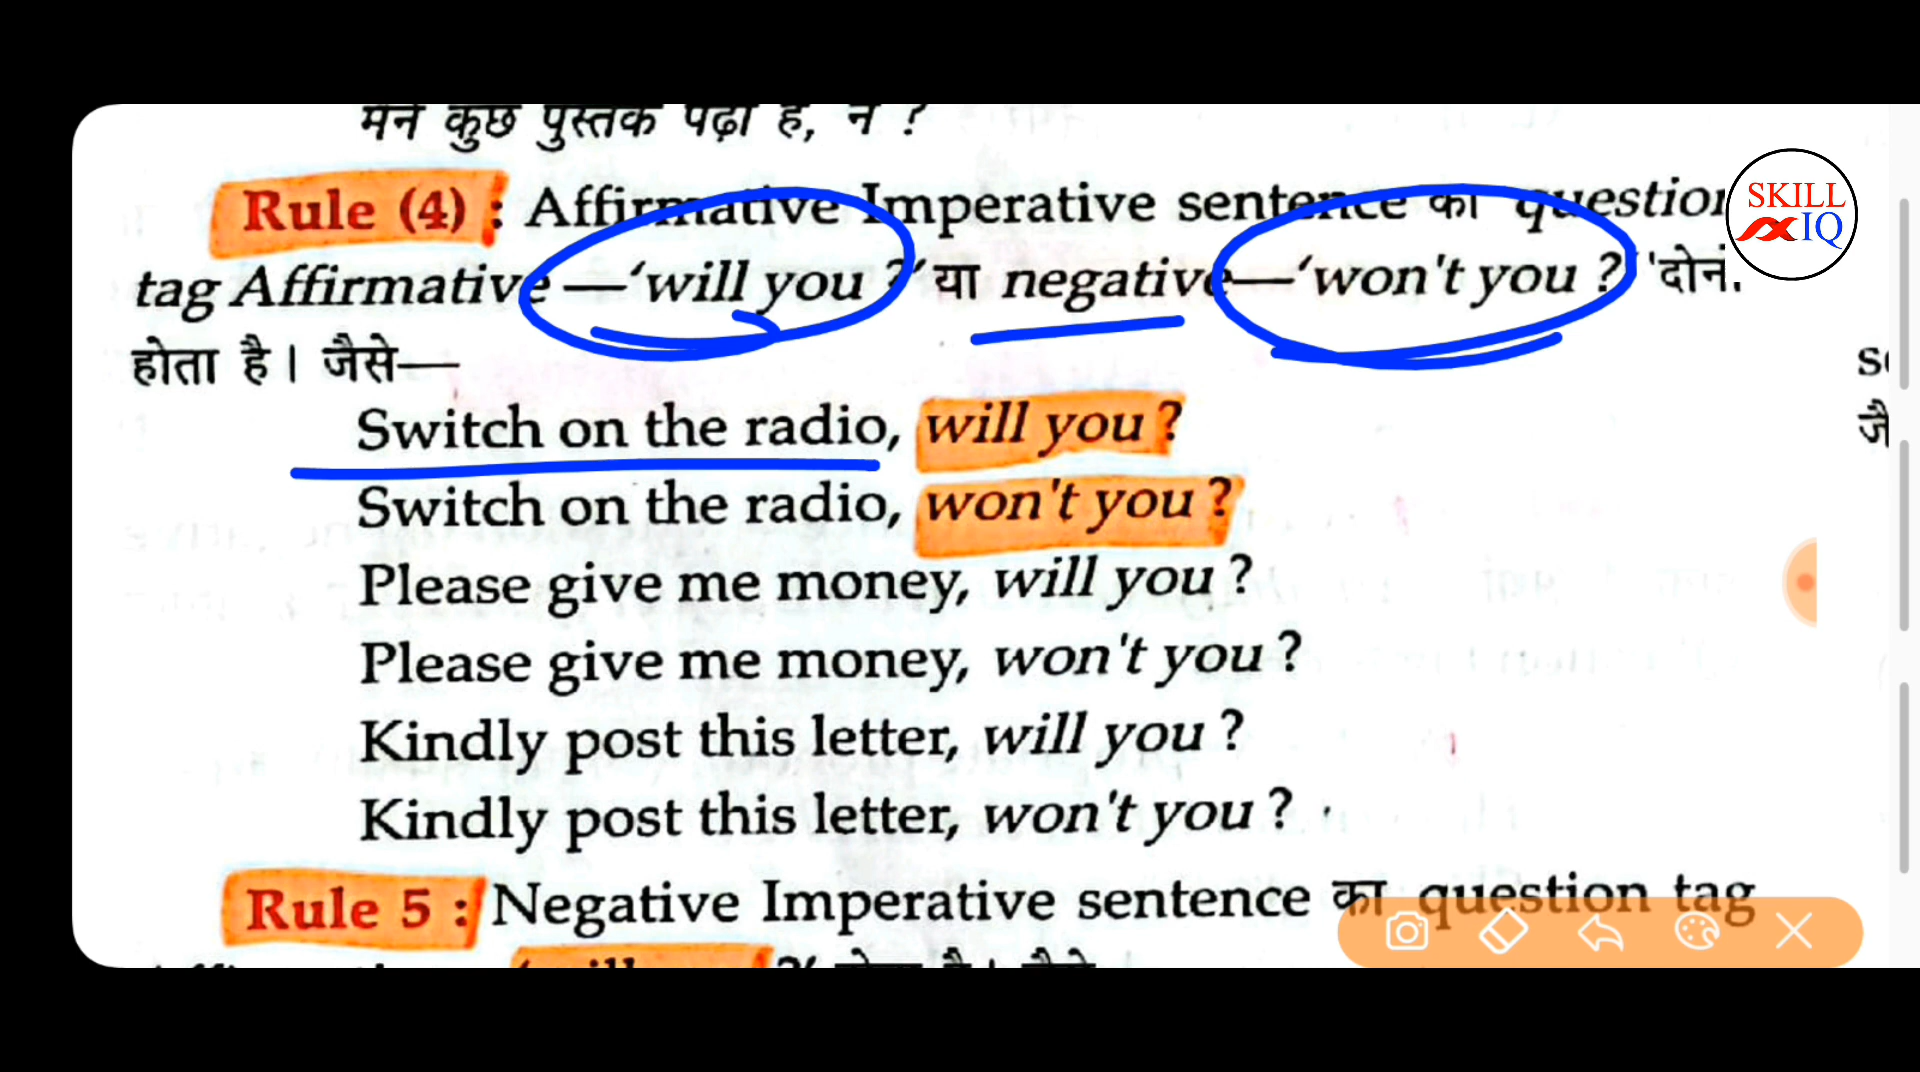 मैंने कुछ पुस्तकें पढ़ी हैं, न ?
Rule (4) : Affirmative Imperative sentence का question
tag Affirmative —‘will you ?’ या negative—‘won't you ?' 'दोनों
होता है। जैसे—
Switch on the radio, will you ?
Switch on the radio, won't you ?
Please give me money, will you ?
Please give me money, won't you ?
Kindly post this letter, will you ?
Kindly post this letter, won't you ?
Rule 5 : Negative Imperative sentence का question tag
होता है। जैसे—
SKILL
IQ